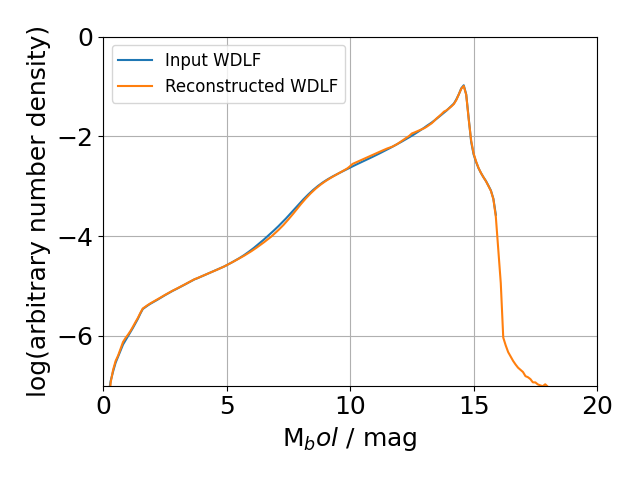 log(arbitrary number density)
0
−2
−4
−6
Input WDLF
Reconstructed WDLF
0 5 10 15 20
M_bol / mag